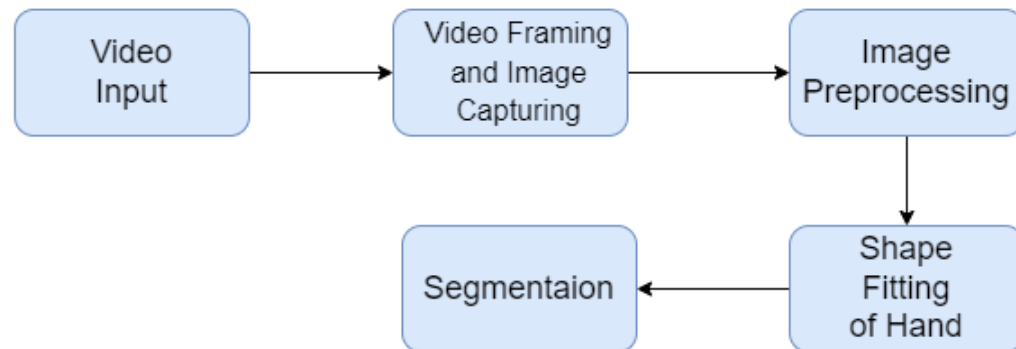 Video
Input
Video Framing
and Image
Capturing
Image
Preprocessing
Shape
Fitting
of Hand
Segmentaion